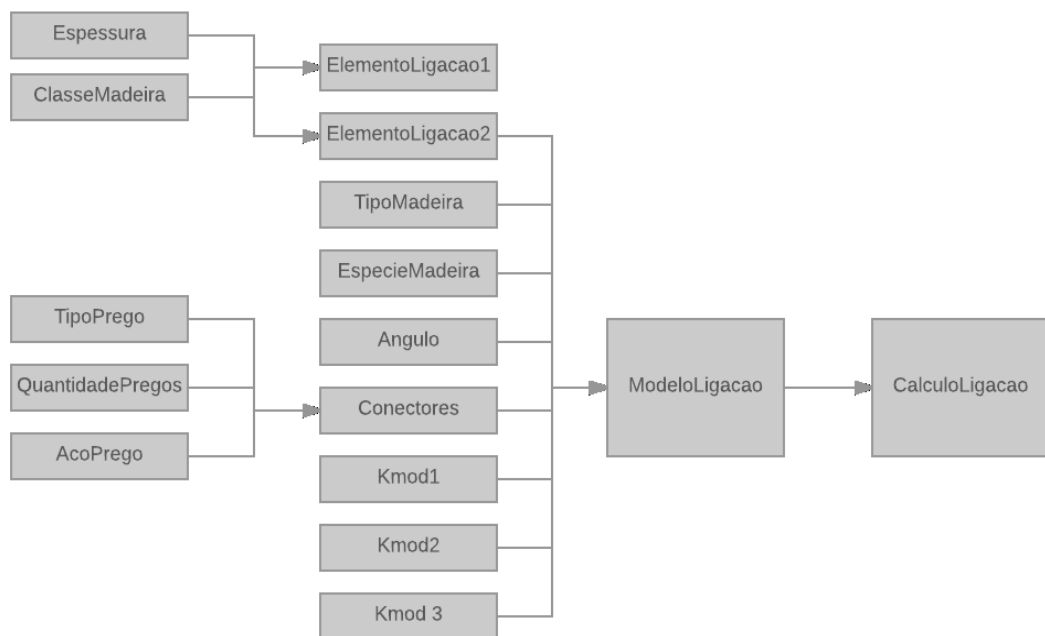 Espessura
ClasseMadeira
ElementoLigacao1
ElementoLigacao2
TipoMadeira
EspecieMadeira
TipoPrego
QuantidadePregos
AcoPrego
Angulo
Conectores
Kmod1
Kmod2
Kmod 3
ModeloLigacao
CalculoLigacao